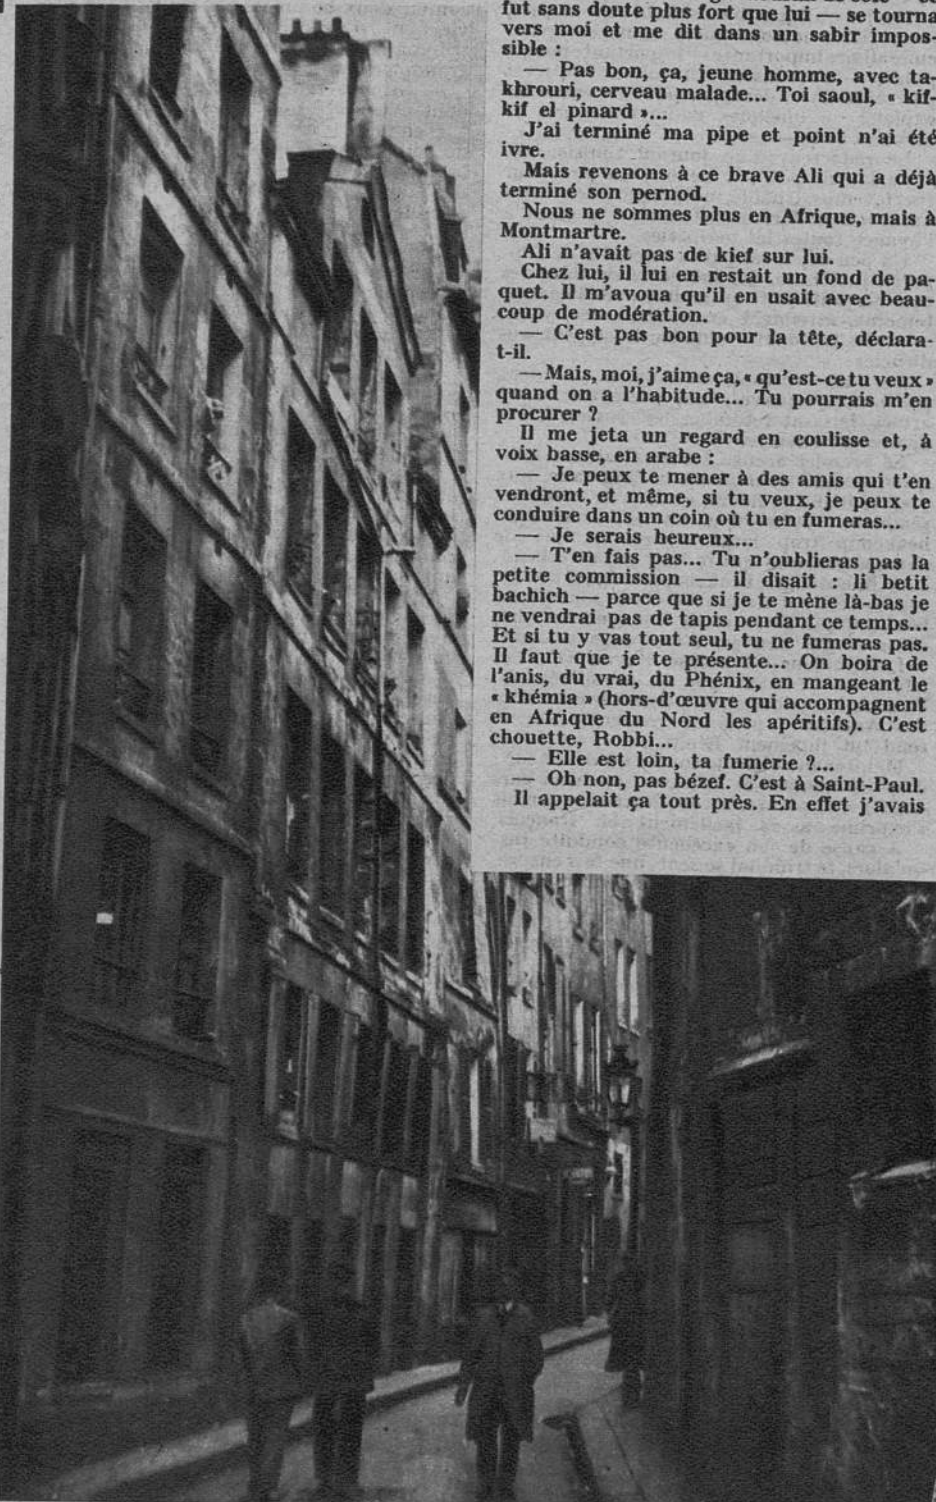 fut sans doute plus fort que lui — se tourna
vers moi et me dit dans un sabir impos-
sible :
— Pas bon, ça, jeune homme, avec ta-
khrouri, cerveau malade... Toi saoul, « kif-
kif el pinard »...
J'ai terminé ma pipe et point n'ai été
ivre.
Mais revenons à ce brave Ali qui a déjà
terminé son pernod.
Nous ne sommes plus en Afrique, mais à
Montmartre.
Ali n'avait pas de kief sur lui.
Chez lui, il lui en restait un fond de pa-
quet. Il m'avoua qu'il en usait avec beau-
coup de modération.
— C'est pas bon pour la tête, déclara-
t-il.
— Mais, moi, j'aime ça, « qu'est-ce tu veux »
quand on a l'habitude... Tu pourrais m'en
procurer ?
Il me jeta un regard en coulisse et, à
voix basse, en arabe :
— Je peux te mener à des amis qui t'en
vendront, et même, si tu veux, je peux te
conduire dans un coin où tu en fumeras...
— Je serais heureux...
— T'en fais pas... Tu n'oublieras pas la
petite commission — il disait : li betit
bachich — parce que si je te mène là-bas je
ne vendrai pas de tapis pendant ce temps...
Et si tu y vas tout seul, tu ne fumeras pas.
Il faut que je te présente... On boira de
l'anis, du vrai, du Phénix, en mangeant le
« khémia » (hors-d'œuvre qui accompagnent
en Afrique du Nord les apéritifs). C'est
chouette, Robbi...
— Elle est loin, ta fumerie ?...
— Oh non, pas bézef. C'est à Saint-Paul.
Il appelait ça tout près. En effet j'avais